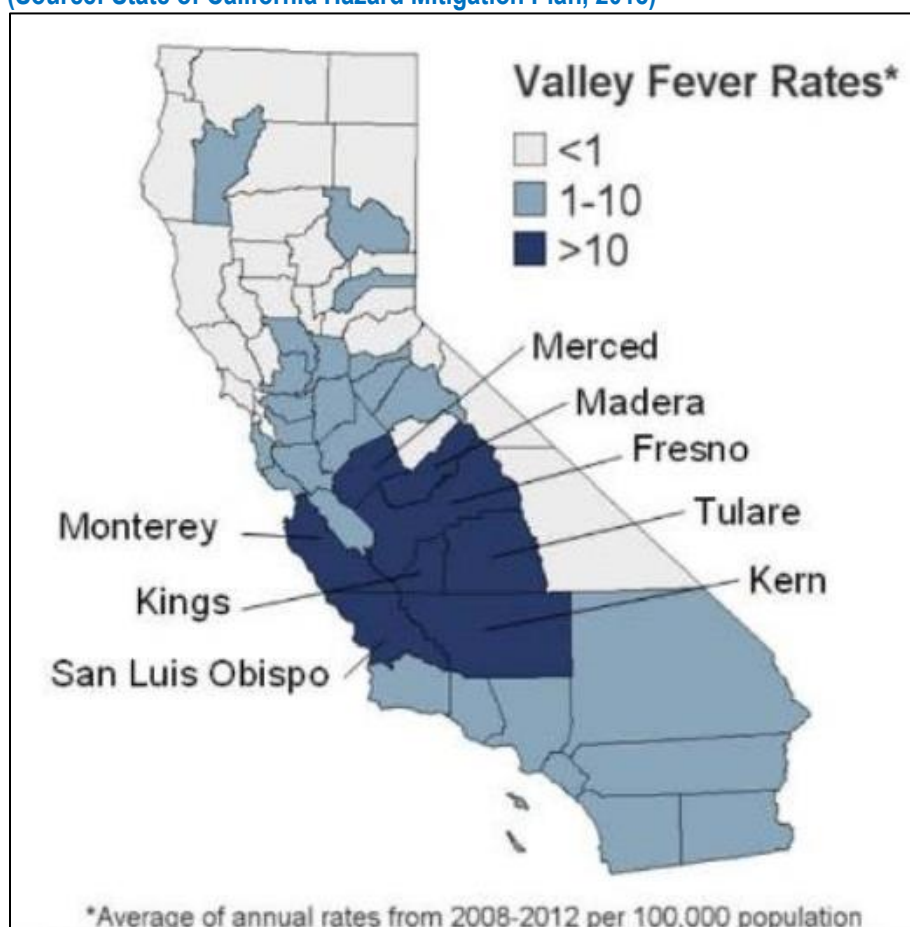 Valley Fever Rates*
<1
1-10
>10
Merced
Madera
Fresno
Tulare
Kern
Monterey
Kings
San Luis Obispo
*Average of annual rates from 2008-2012 per 100,000 population